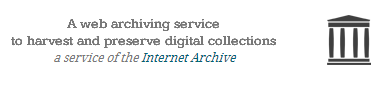 A web archiving service
to harvest and preserve digital collections
a service of the Internet Archive